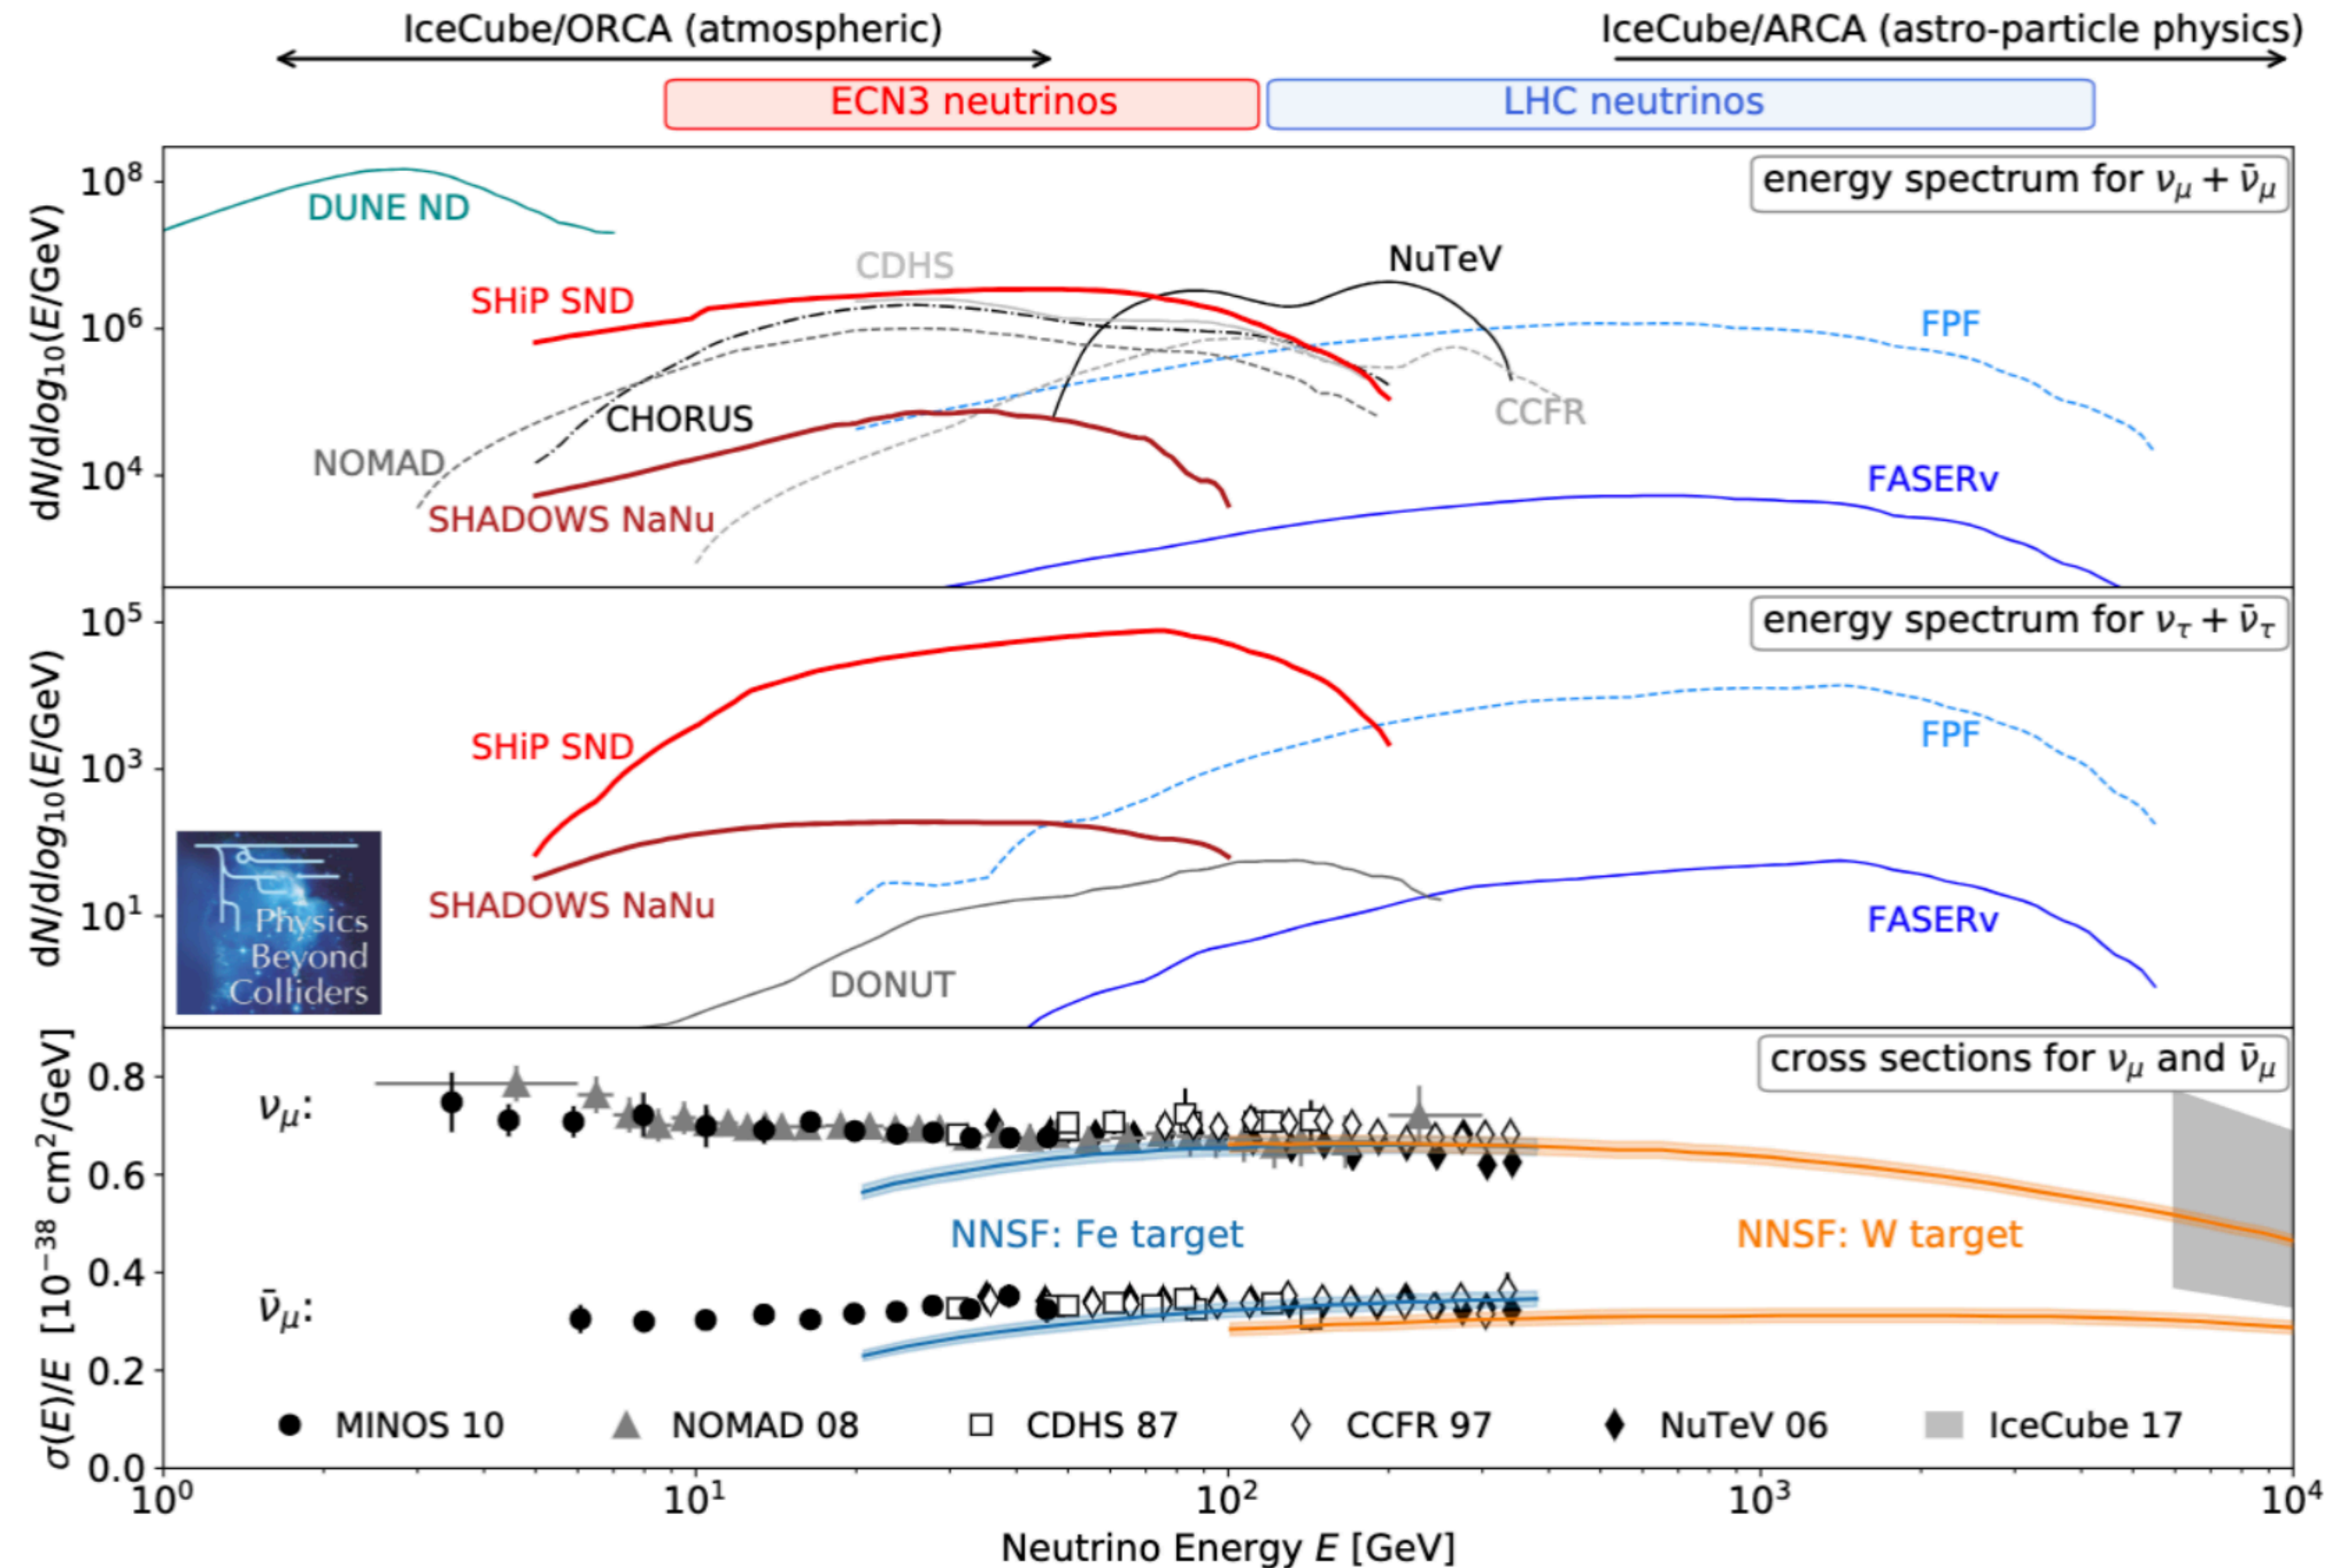 IceCube/ORCA (atmospheric)
IceCube/ARCA (astro-particle physics)
ECN3 neutrinos
LHC neutrinos
energy spectrum for νμ + ν̄μ
dN/dlog₁₀(E/GeV)
10⁸
10⁶
10⁴
DUNE ND
CDHS
NuTeV
SHiP SND
FPF
CHORUS
CCFR
NOMAD
FASERv
SHADOWS NaNu
energy spectrum for ντ + ν̄τ
dN/dlog₁₀(E/GeV)
10⁵
10³
10¹
SHiP SND
FPF
SHADOWS NaNu
FASERv
DONUT
Physics
Beyond
Colliders
cross sections for νμ and ν̄μ
σ(E)/E [10⁻³⁸ cm²/GeV]
0.8
0.6
0.4
0.2
0.0
νμ:
NNSF: Fe target
NNSF: W target
ν̄μ:
MINOS 10
NOMAD 08
CDHS 87
CCFR 97
NuTeV 06
IceCube 17
10⁰
10¹
10²
10³
10⁴
Neutrino Energy E [GeV]